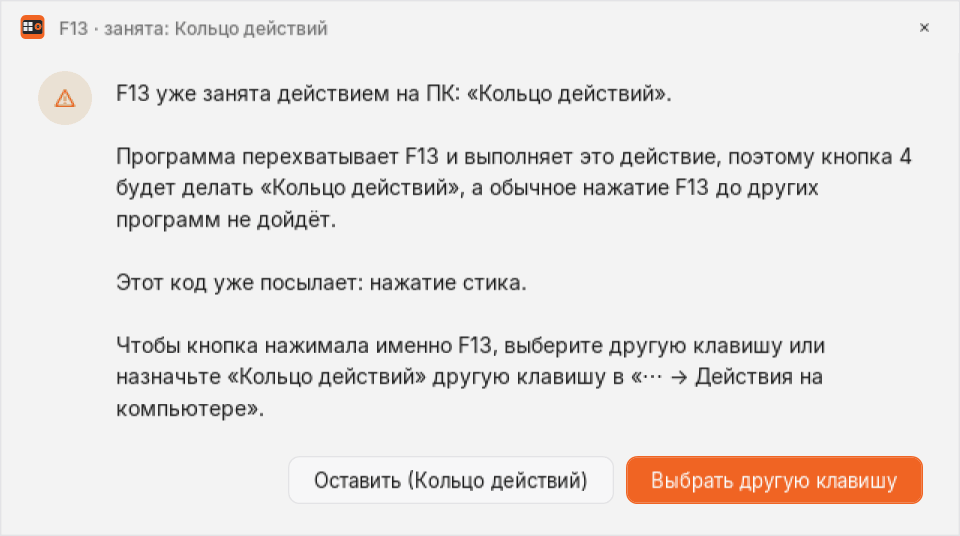 F13 · занята: Кольцо действий
F13 уже занята действием на ПК: «Кольцо действий».
Программа перехватывает F13 и выполняет это действие, поэтому кнопка 4
будет делать «Кольцо действий», а обычное нажатие F13 до других
программ не дойдёт.
Этот код уже посылает: нажатие стика.
Чтобы кнопка нажимала именно F13, выберите другую клавишу или
назначьте «Кольцо действий» другую клавишу в «··· → Действия на
компьютере».
Оставить (Кольцо действий)
Выбрать другую клавишу